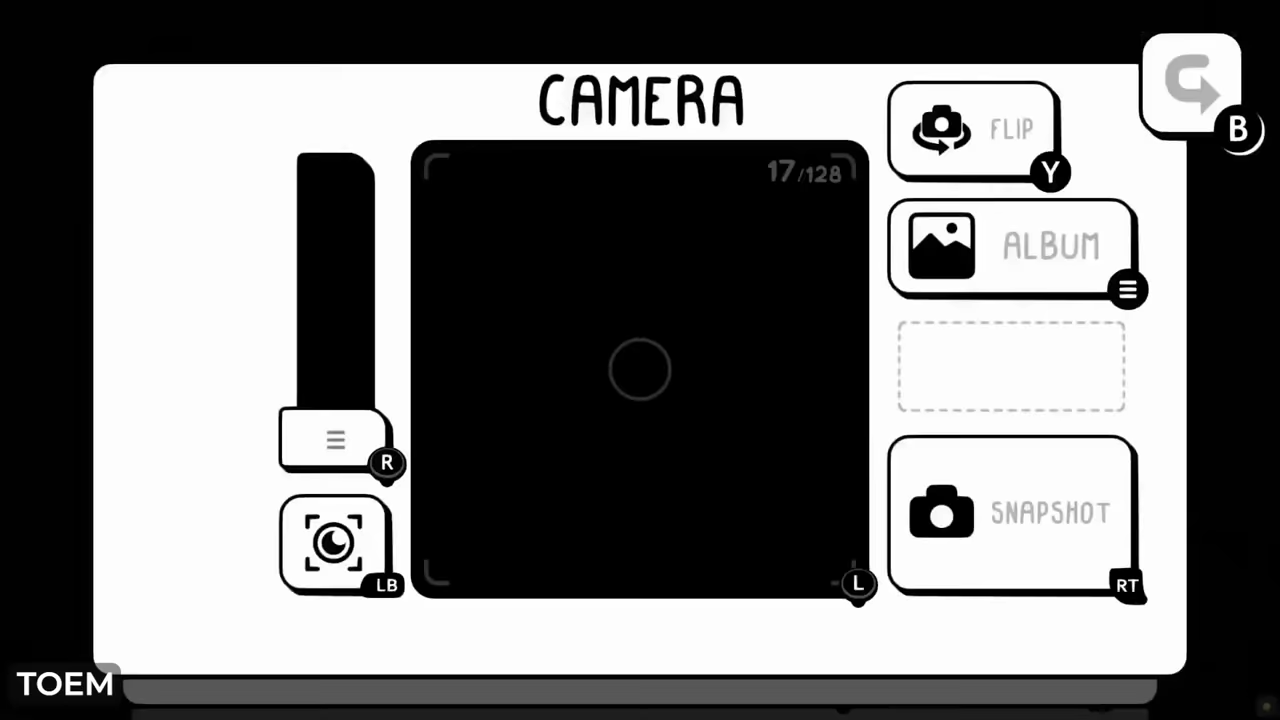 CAMERA
17/128
FLIP
Y
B
ALBUM
R
LB
L
SNAPSHOT
RT
TOEM